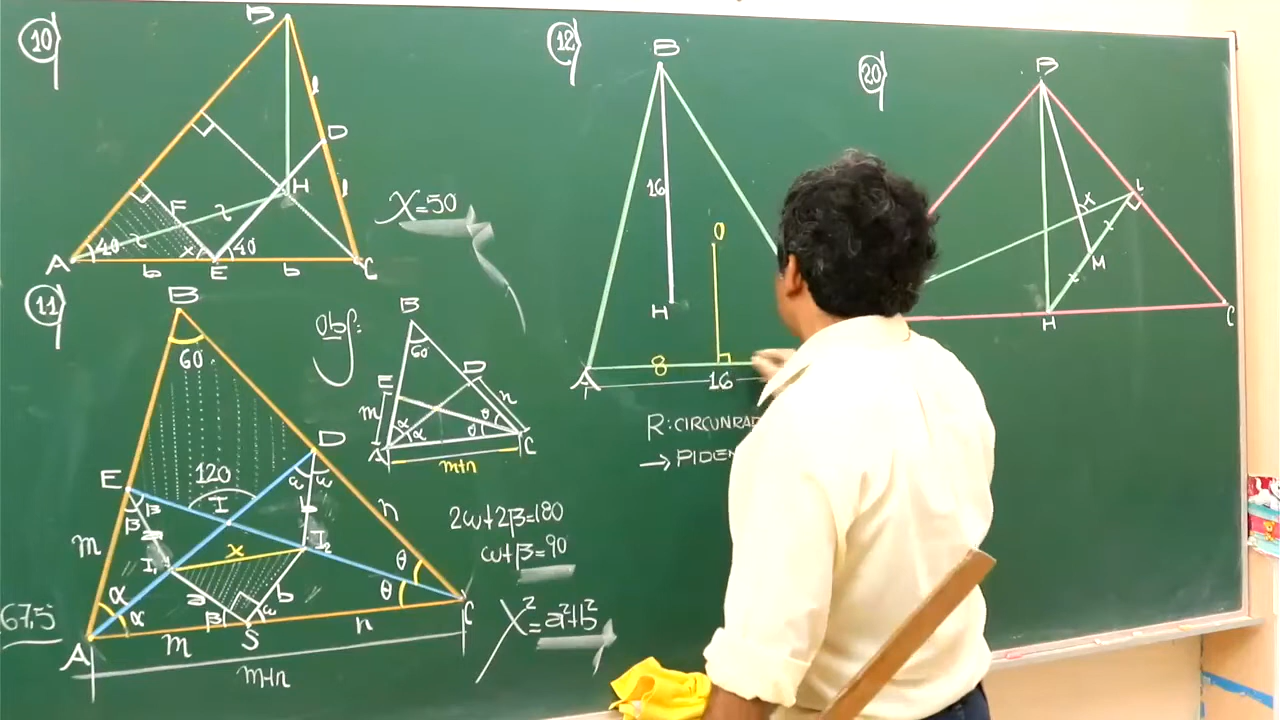 10
B
l
D
H
l
F
r
r
40
x
40
A
b
E
b
C
X=50
11
B
60
E
D
120
I
ω
ω
β
β
a
b
m
n
I₁
x
I₂
θ
θ
α
α
a
b
β
ω
67,5
A
m
S
n
C
m+n
obs:
B
60
E
D
m
n
α
α
θ
θ
A
C
m+n
2ω+2β=180
ω+β=90
X²=a²+b²
12
B
16
O
H
A
8
16
R:CIRCUNRAD
→ PIDEN
20
B
L
x
M
H
C